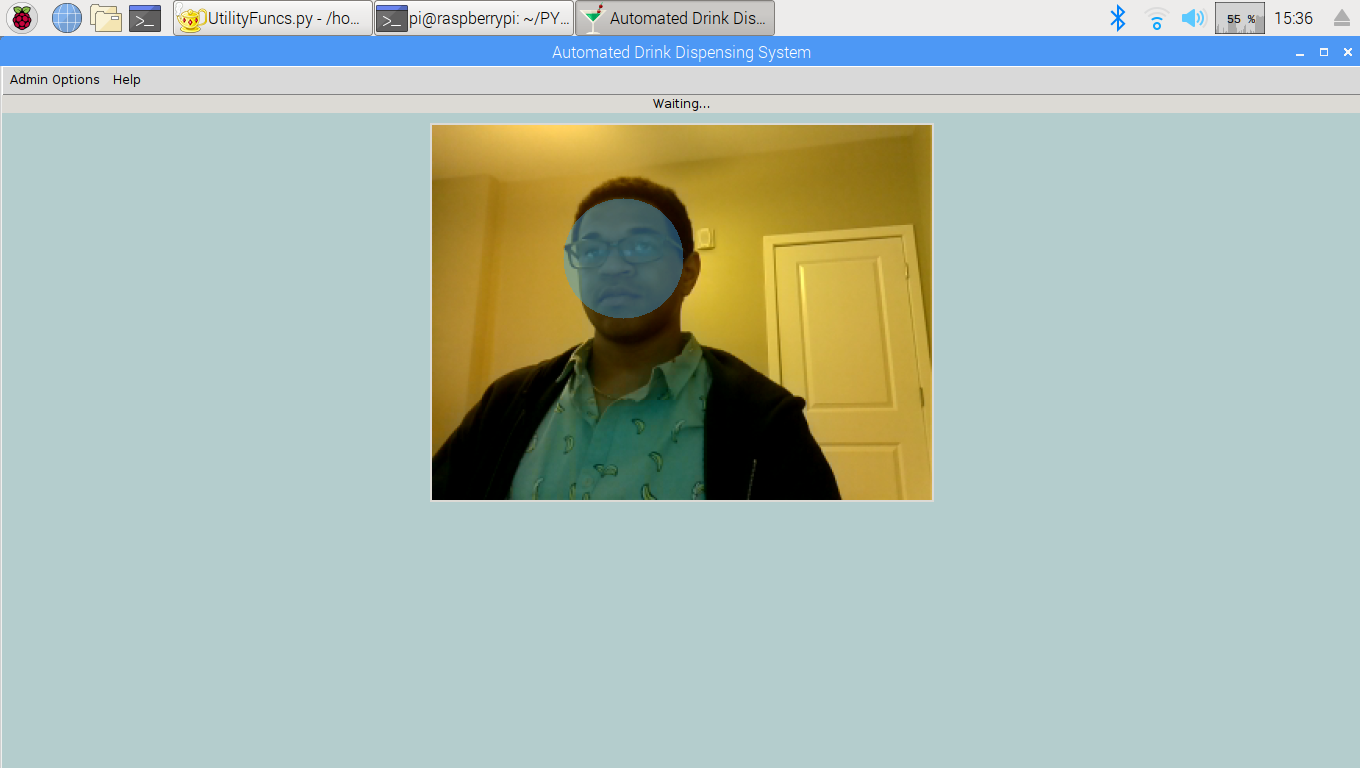 UtilityFuncs.py - /ho...
pi@raspberrypi: ~/PY...
Automated Drink Dis...
55 %
15:36
Automated Drink Dispensing System
Admin Options Help
Waiting...